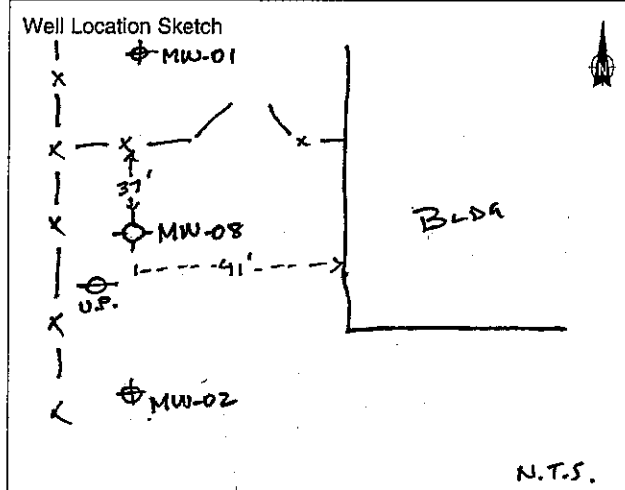 Well Location Sketch
N
MW-01
37'
MW-08
BLDG
41'
U.P.
MW-02
N.T.S.